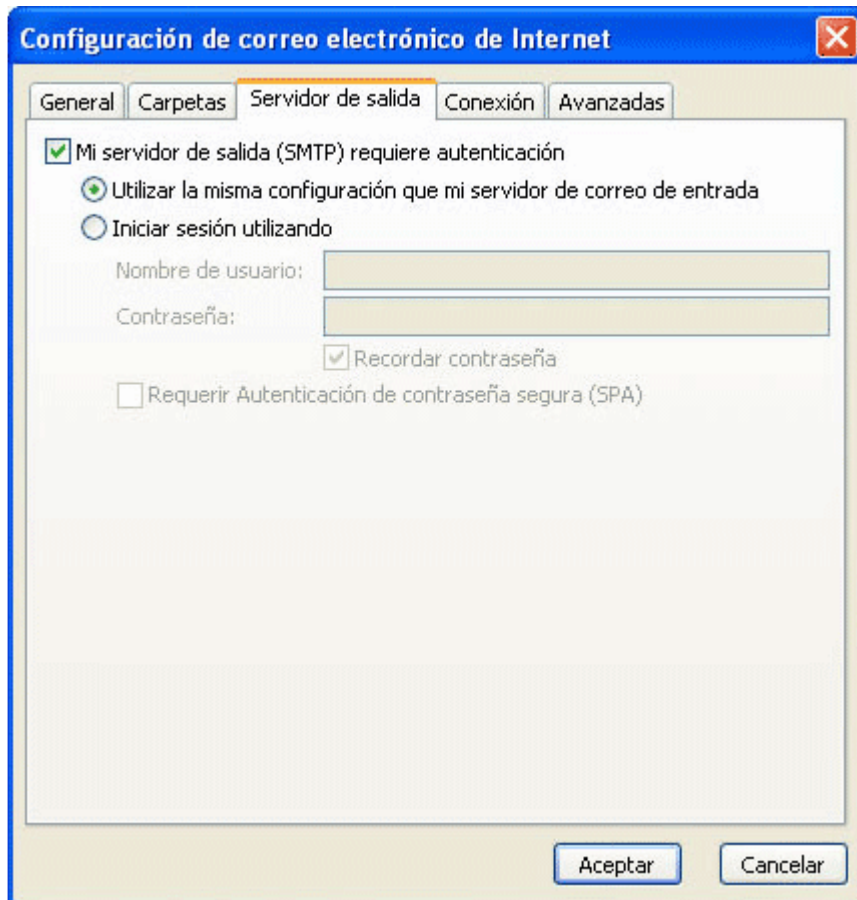 Configuración de correo electrónico de Internet
General Carpetas Servidor de salida Conexión Avanzadas
Mi servidor de salida (SMTP) requiere autenticación
Utilizar la misma configuración que mi servidor de correo de entrada
Iniciar sesión utilizando
Nombre de usuario:
Contraseña:
Recordar contraseña
Requerir Autenticación de contraseña segura (SPA)
Aceptar Cancelar